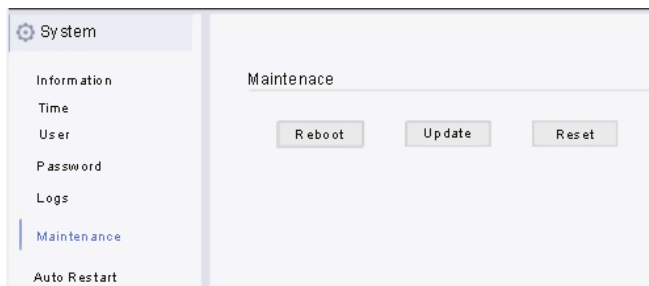 System
Information
Time
User
Password
Logs
Maintenance
Auto Restart
Maintenace
Reboot Update Reset